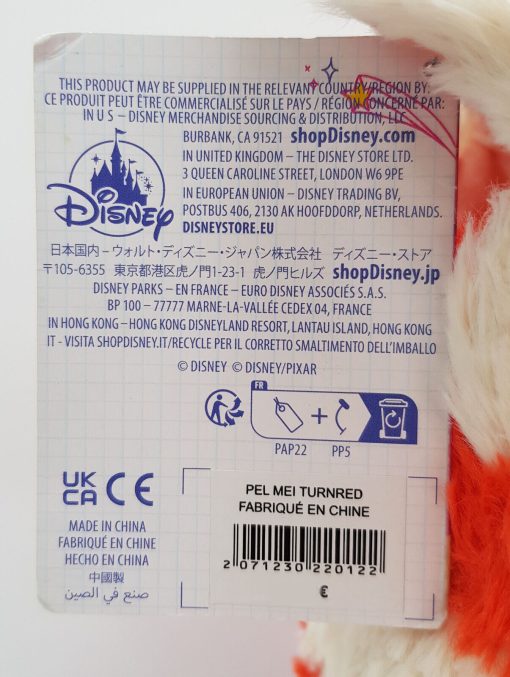 THIS PRODUCT MAY BE SUPPLIED IN THE RELEVANT COUNTRY/REGION BY:
CE PRODUIT PEUT ÊTRE COMMERCIALISÉ SUR LE PAYS / RÉGION CONCERNÉ PAR:
IN U S – DISNEY MERCHANDISE SOURCING & DISTRIBUTION, LLC
BURBANK, CA 91521 shopDisney.com
IN UNITED KINGDOM – THE DISNEY STORE LTD.
3 QUEEN CAROLINE STREET, LONDON W6 9PE
IN EUROPEAN UNION – DISNEY TRADING BV,
POSTBUS 406, 2130 AK HOOFDDORP, NETHERLANDS.
DISNEYSTORE.EU
Disney
日本国内 – ウォルト・ディズニー・ジャパン株式会社 ディズニー・ストア
〒105-6355 東京都港区虎ノ門1-23-1 虎ノ門ヒルズ shopDisney.jp
DISNEY PARKS – EN FRANCE – EURO DISNEY ASSOCIÉS S.A.S.
BP 100 – 77777 MARNE-LA-VALLÉE CEDEX 04, FRANCE
IN HONG KONG – HONG KONG DISNEYLAND RESORT, LANTAU ISLAND, HONG KONG
IT - VISITA SHOPDISNEY.IT/RECYCLE PER IL CORRETTO SMALTIMENTO DELL'IMBALLO
© DISNEY © DISNEY/PIXAR
FR
+
PAP22 PP5
UK
CA CE
MADE IN CHINA
FABRIQUÉ EN CHINE
HECHO EN CHINA
中國製
صنع في الصين
PEL MEI TURNRED
FABRIQUÉ EN CHINE
2 071230 220122
€